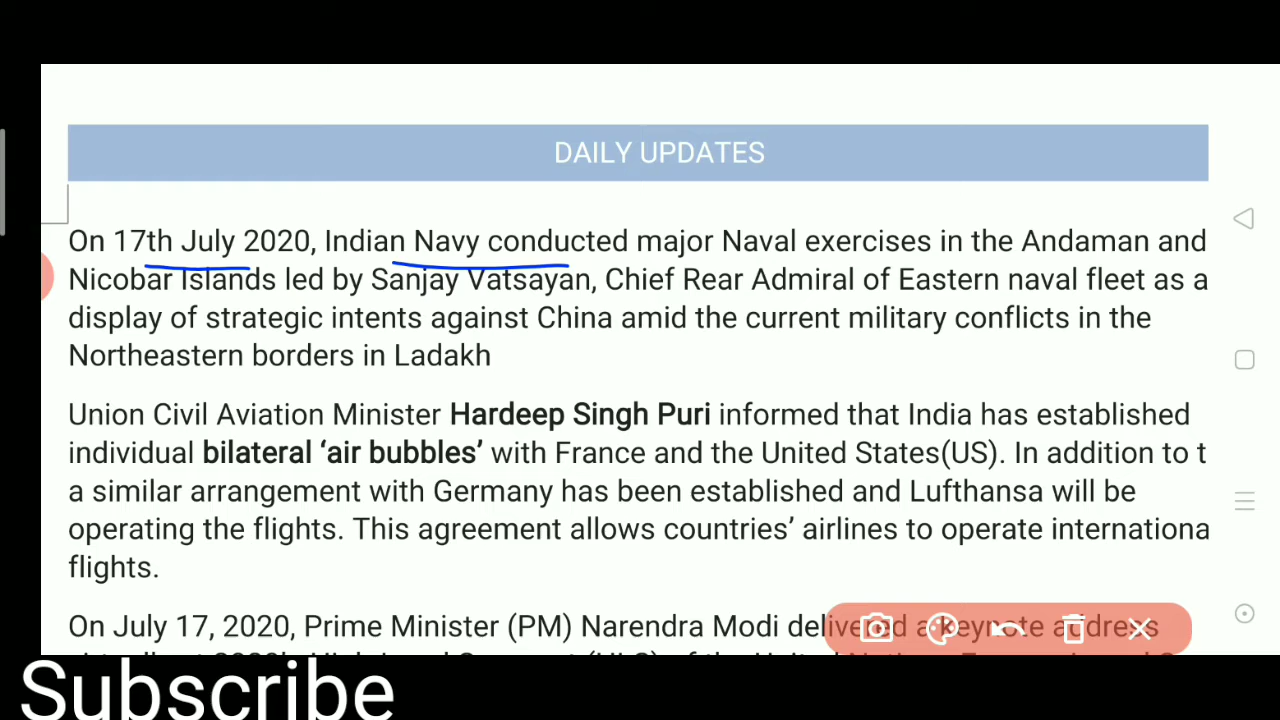 DAILY UPDATES
On 17th July 2020, Indian Navy conducted major Naval exercises in the Andaman and
Nicobar Islands led by Sanjay Vatsayan, Chief Rear Admiral of Eastern naval fleet as a
display of strategic intents against China amid the current military conflicts in the
Northeastern borders in Ladakh
Union Civil Aviation Minister Hardeep Singh Puri informed that India has established
individual bilateral ‘air bubbles’ with France and the United States(US). In addition to t
a similar arrangement with Germany has been established and Lufthansa will be
operating the flights. This agreement allows countries’ airlines to operate internationa
flights.
On July 17, 2020, Prime Minister (PM) Narendra Modi delivered a keynote address
Subscribe